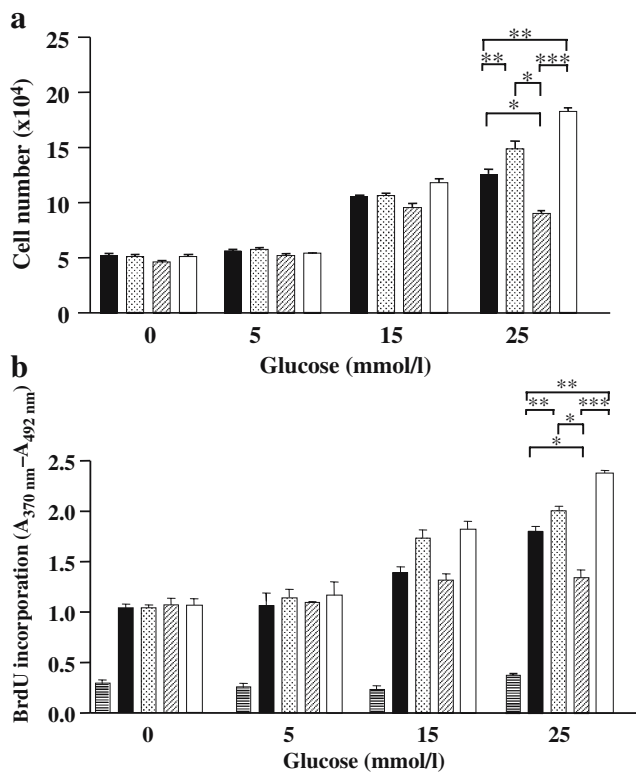 a
25
20
15
10
5
0
Cell number (x10⁴)
**
** ***
*
*
0 5 15 25
Glucose (mmol/l)
b
2.5
2.0
1.5
1.0
0.5
0.0
BrdU incorporation (A370 nm–A492 nm)
**
** ***
*
*
0 5 15 25
Glucose (mmol/l)